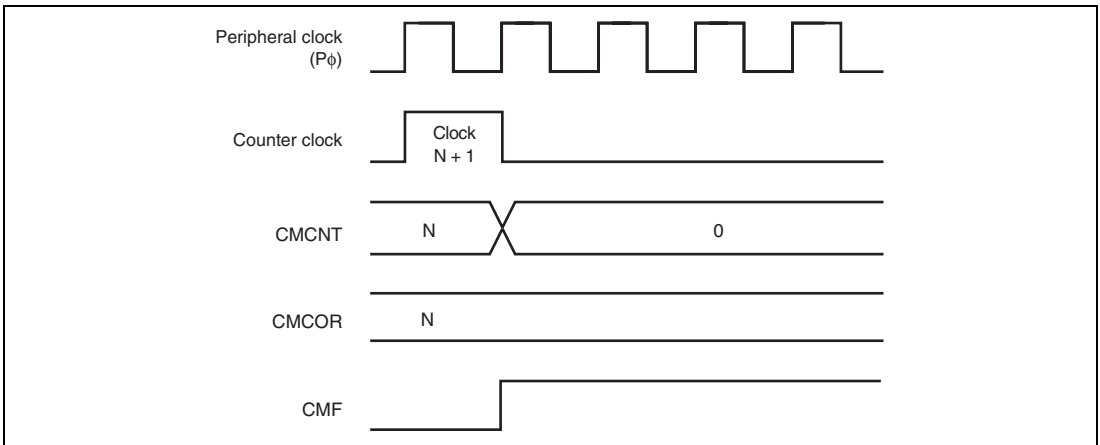 Peripheral clock
(Pφ)
Counter clock
Clock
N + 1
CMCNT
N
0
CMCOR
N
CMF